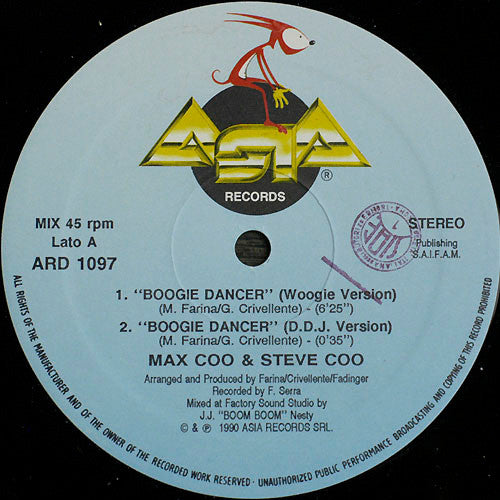 ASIA
RECORDS
®
MIX 45 rpm
Lato A
ARD 1097
STEREO
Publishing
S.A.I.F.A.M.
1. "BOOGIE DANCER" (Woogie Version)
(M. Farina/G. Crivellente) - (6'25")
2. "BOOGIE DANCER" (D.D.J. Version)
(M. Farina/G. Crivellente) - (0'35")
MAX COO & STEVE COO
Arranged and Produced by Farina/Crivellente/Fadinger
Recorded by F. Serra
Mixed at Factory Sound Studio by
J.J. "BOOM BOOM" Nesty
© & ℗ 1990 ASIA RECORDS SRL.
ALL RIGHTS OF THE MANUFACTURER AND OF THE OWNER OF THE RECORDED WORK RESERVED - UNAUTHORIZED PUBLIC PERFORMANCE BROADCASTING AND COPYING OF THIS RECORD PROHIBITED
SIAE